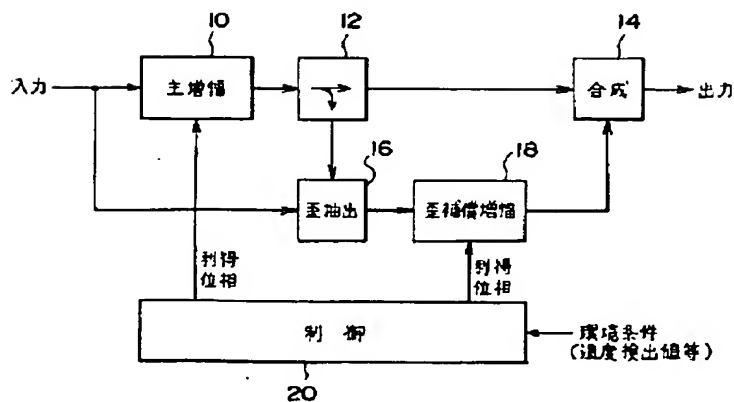 10
12
14
入力
主増幅
合成
出力
16
18
歪抽出
歪補償増幅
利得
位相
利得
位相
制御
環境条件
(温度検出値等)
20